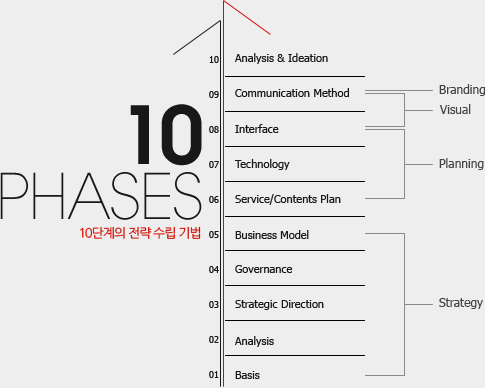 10
PHASES
10단계의 전략 수립 기법
10 Analysis & Ideation
09 Communication Method
08 Interface
07 Technology
06 Service/Contents Plan
05 Business Model
04 Governance
03 Strategic Direction
02 Analysis
01 Basis
Branding
Visual
Planning
Strategy